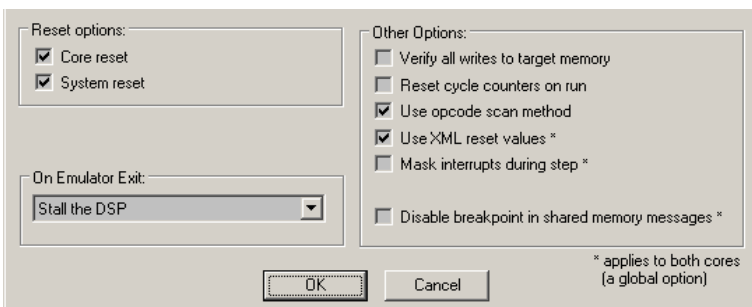 Reset options:
Core reset
System reset
On Emulator Exit:
Stall the DSP
Other Options:
Verify all writes to target memory
Reset cycle counters on run
Use opcode scan method
Use XML reset values *
Mask interrupts during step *
Disable breakpoint in shared memory messages *
* applies to both cores
(a global option)
OK
Cancel